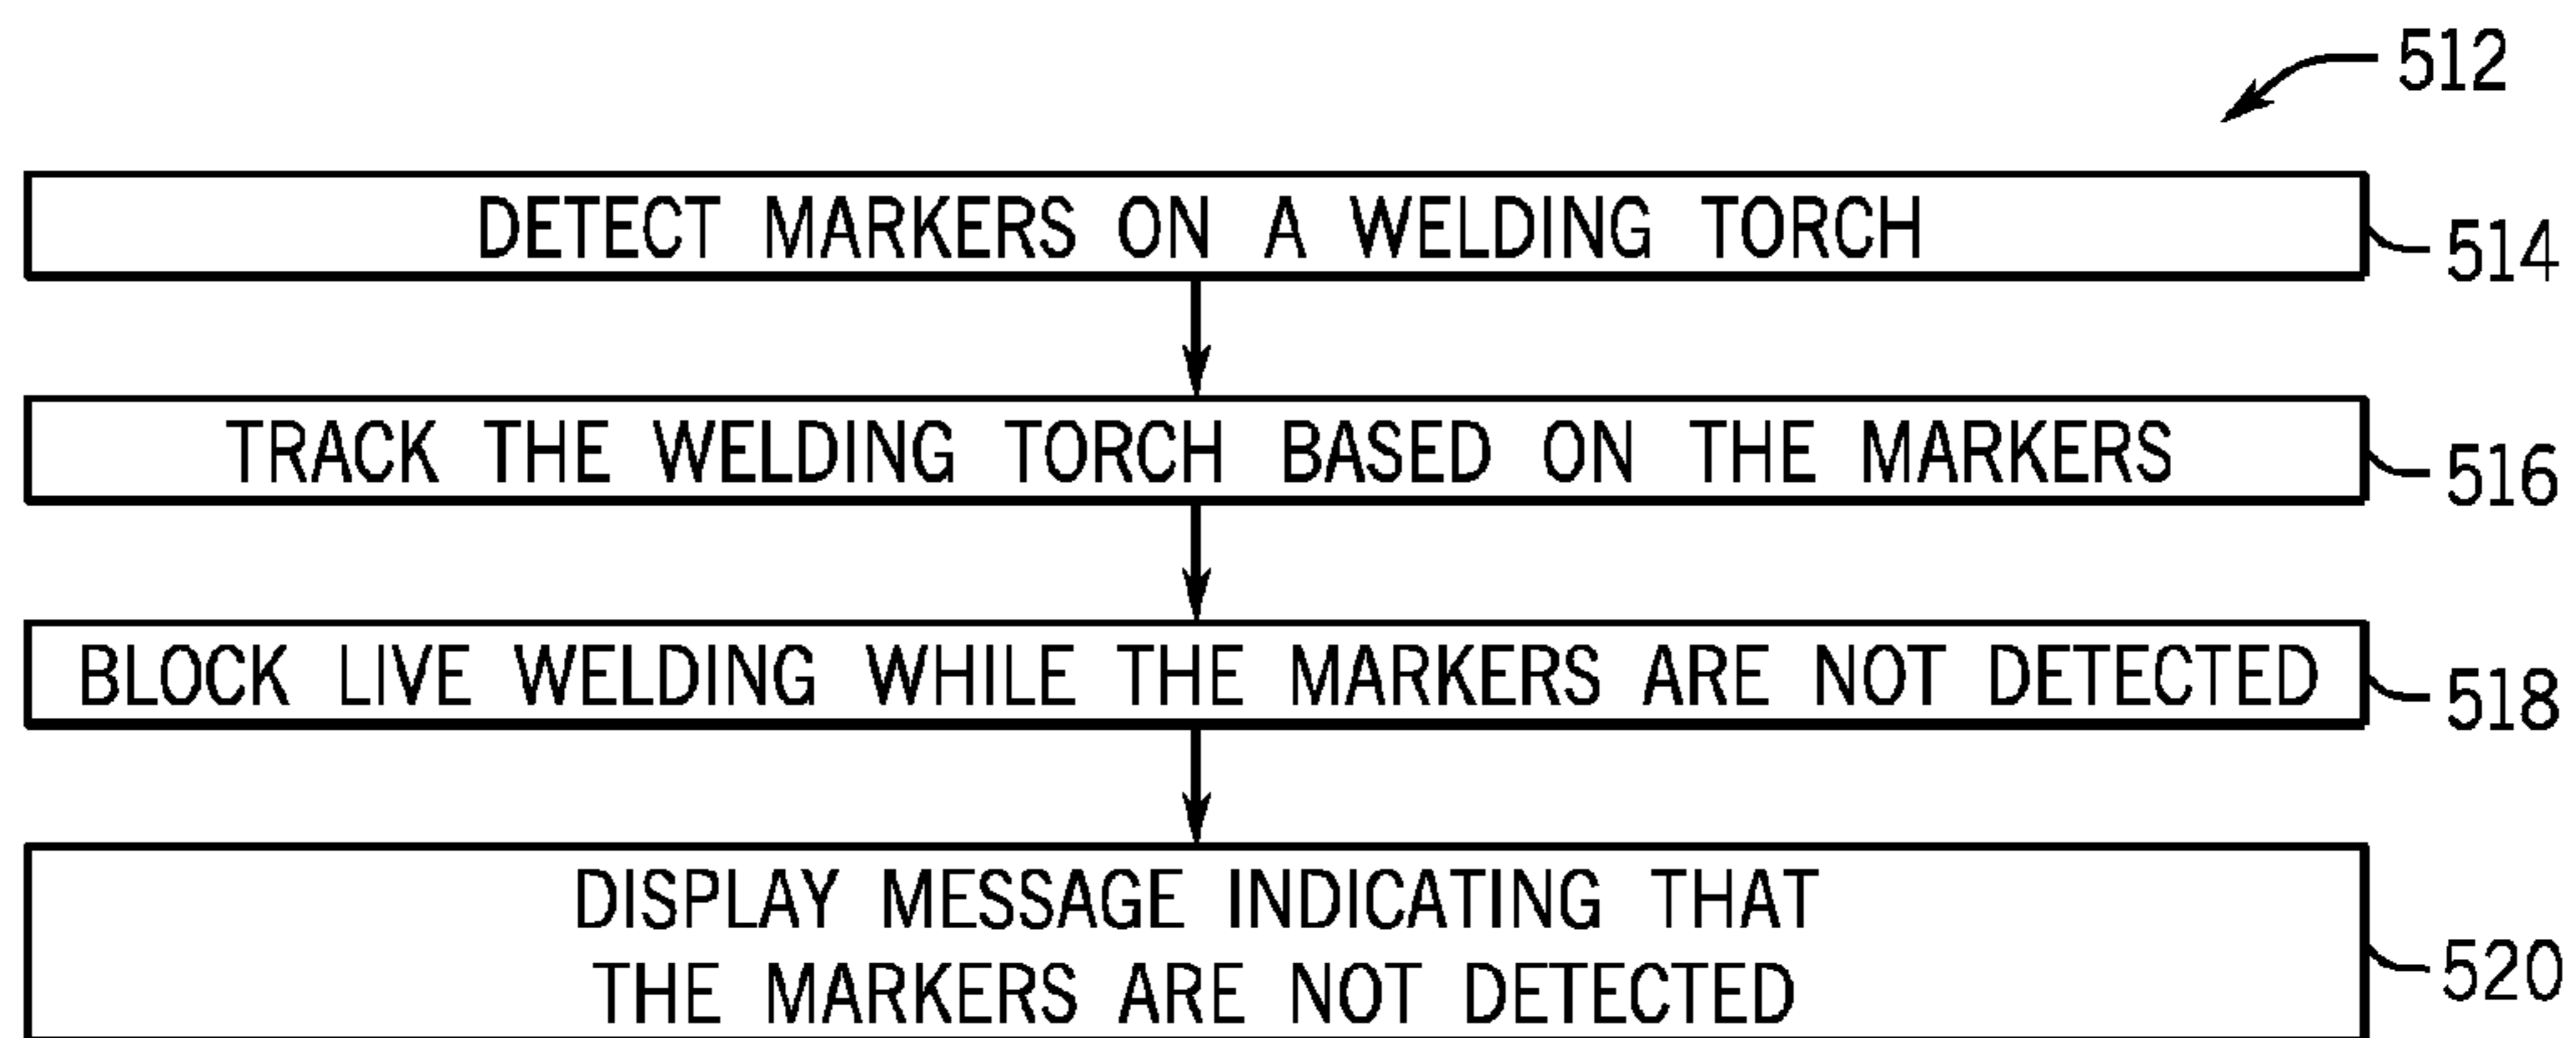 512
DETECT MARKERS ON A WELDING TORCH
514
TRACK THE WELDING TORCH BASED ON THE MARKERS
516
BLOCK LIVE WELDING WHILE THE MARKERS ARE NOT DETECTED
518
DISPLAY MESSAGE INDICATING THAT
THE MARKERS ARE NOT DETECTED
520